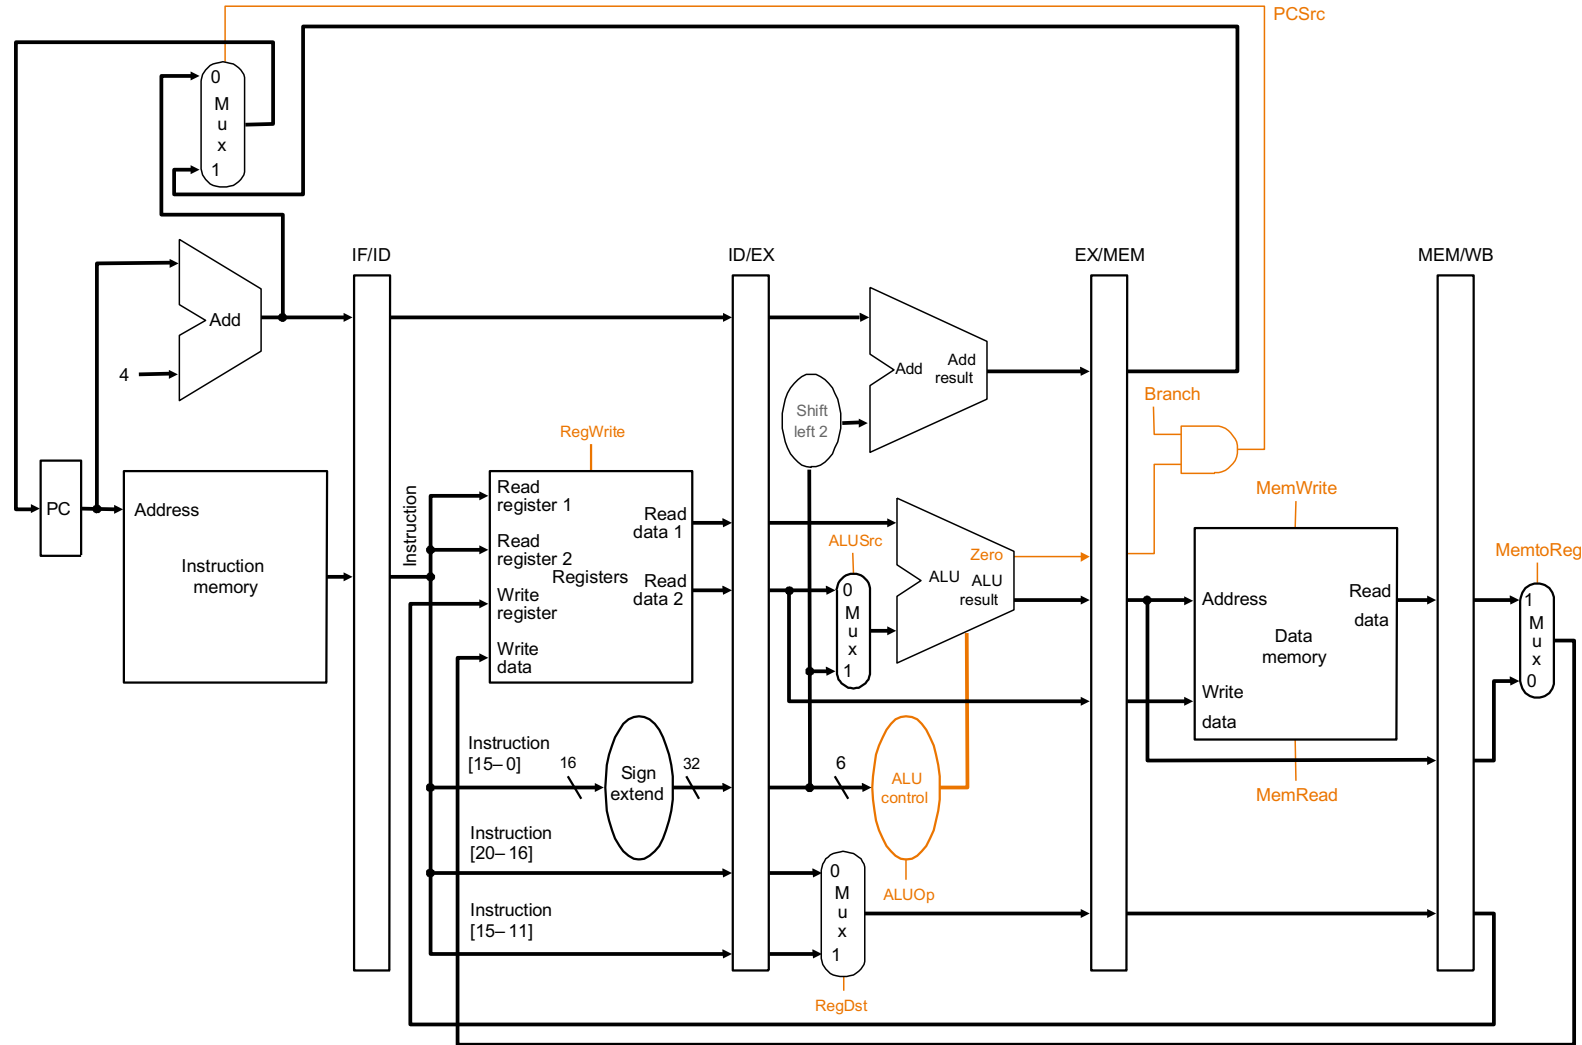 PCSrc
0
M
u
x
1
IF/ID
ID/EX
EX/MEM
MEM/WB
Add
4
Add
Add
result
Shift
left 2
Branch
RegWrite
PC
Address
Instruction
memory
Instruction
Read
register 1
Read
register 2
Write
register
Write
data
Registers
Read
data 1
Read
data 2
ALUSrc
0
M
u
x
1
Zero
ALU
ALU
result
MemWrite
Address
Read
data
Data
memory
Write
data
MemRead
MemtoReg
1
M
u
x
0
Instruction
[15– 0]
16
Sign
extend
32
6
ALU
control
ALUOp
Instruction
[20– 16]
Instruction
[15– 11]
0
M
u
x
1
RegDst